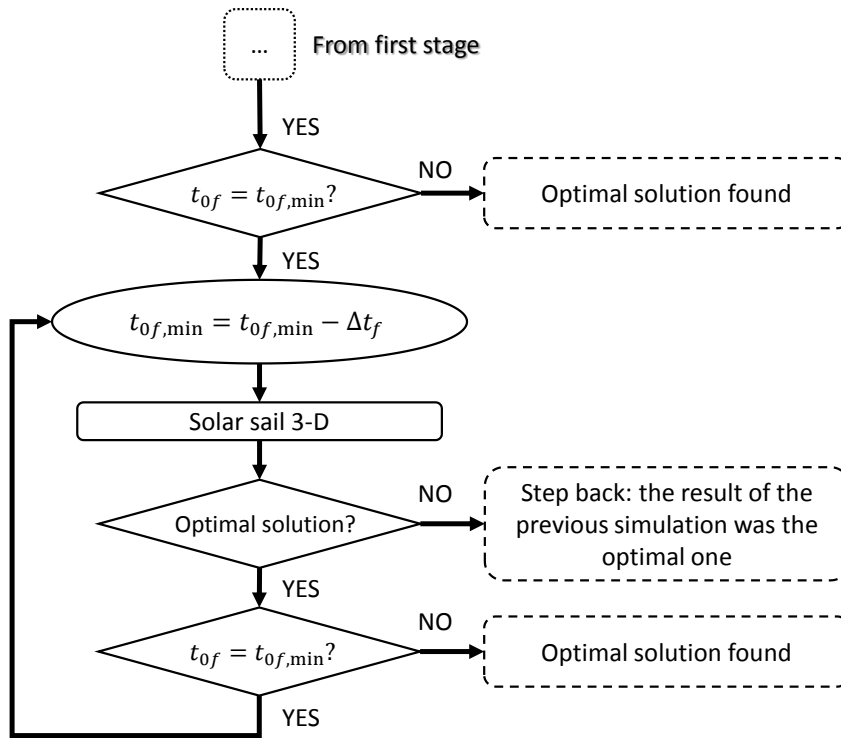 ...
From first stage
YES
t_{0f} = t_{0f,min}?
NO
Optimal solution found
YES
t_{0f,min} = t_{0f,min} − Δt_f
Solar sail 3-D
Optimal solution?
NO
Step back: the result of the
previous simulation was the
optimal one
YES
t_{0f} = t_{0f,min}?
NO
Optimal solution found
YES